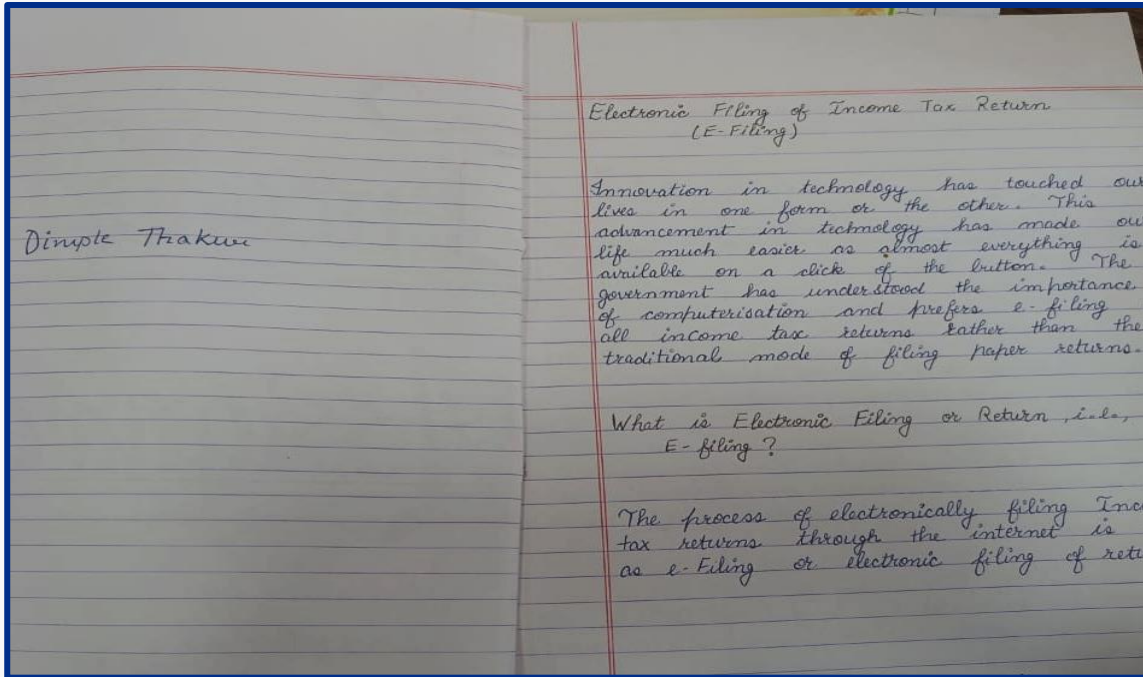 Dimple Thakur
Electronic Filing of Income Tax Return
(E-Filing)
Innovation in technology has touched our
lives in one form or the other. This
advancement in technology has made ou
life much easier as almost everything is
available on a click of the button. The
government has understood the importance
of computerisation and prefers e-filing
all income tax returns rather than the
traditional mode of filing paper returns.
What is Electronic Filing or Return, i.e.,
E-filing?
The process of electronically filing Inc
tax returns through the internet is
as e-Filing or electronic filing of retu